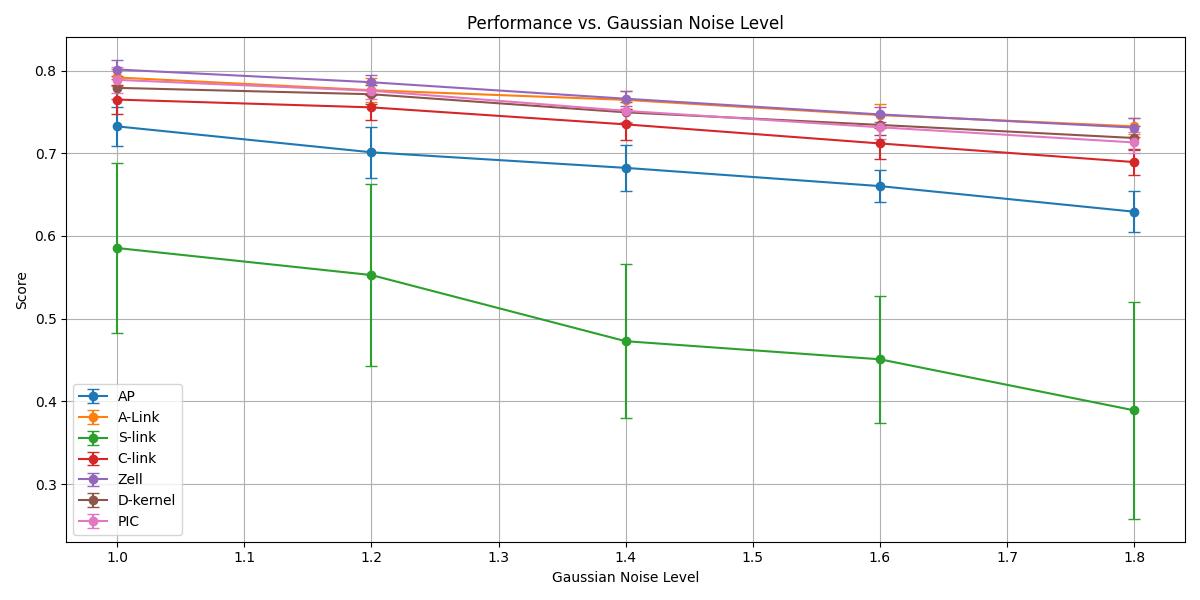 Performance vs. Gaussian Noise Level
Score
0.8
0.7
0.6
0.5
0.4
0.3
AP
A-Link
S-link
C-link
Zell
D-kernel
PIC
1.0 1.1 1.2 1.3 1.4 1.5 1.6 1.7 1.8
Gaussian Noise Level